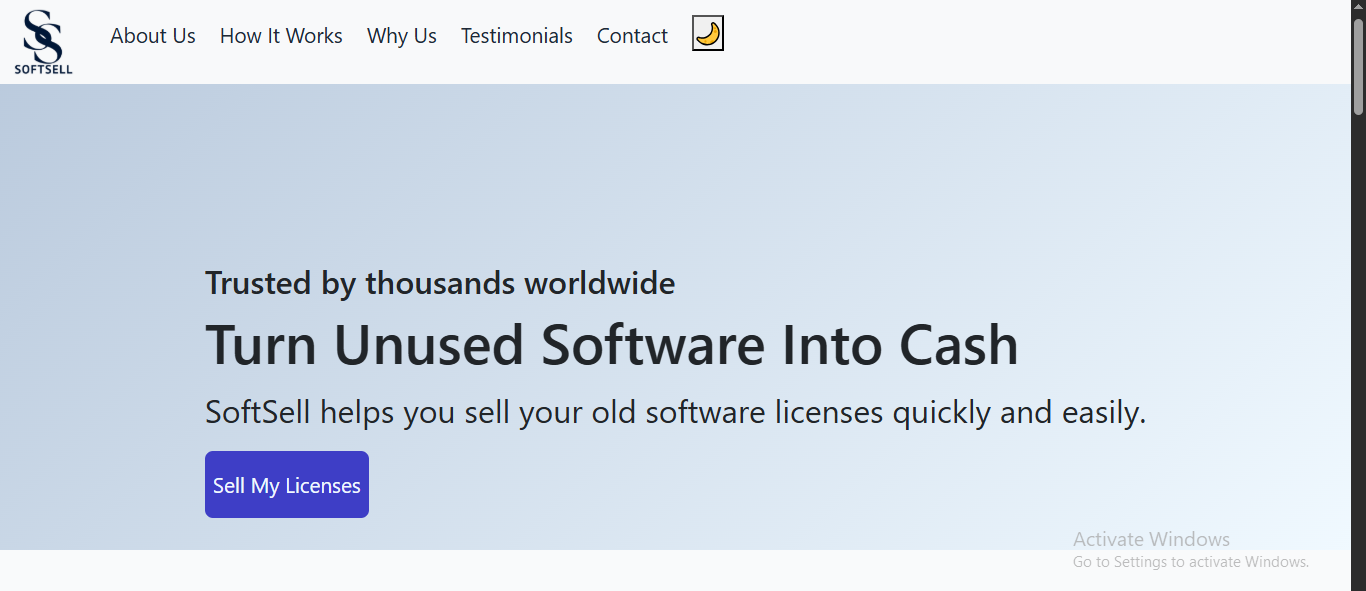 SS
SOFTSELL
About Us How It Works Why Us Testimonials Contact
Trusted by thousands worldwide
Turn Unused Software Into Cash
SoftSell helps you sell your old software licenses quickly and easily.
Sell My Licenses
Activate Windows
Go to Settings to activate Windows.